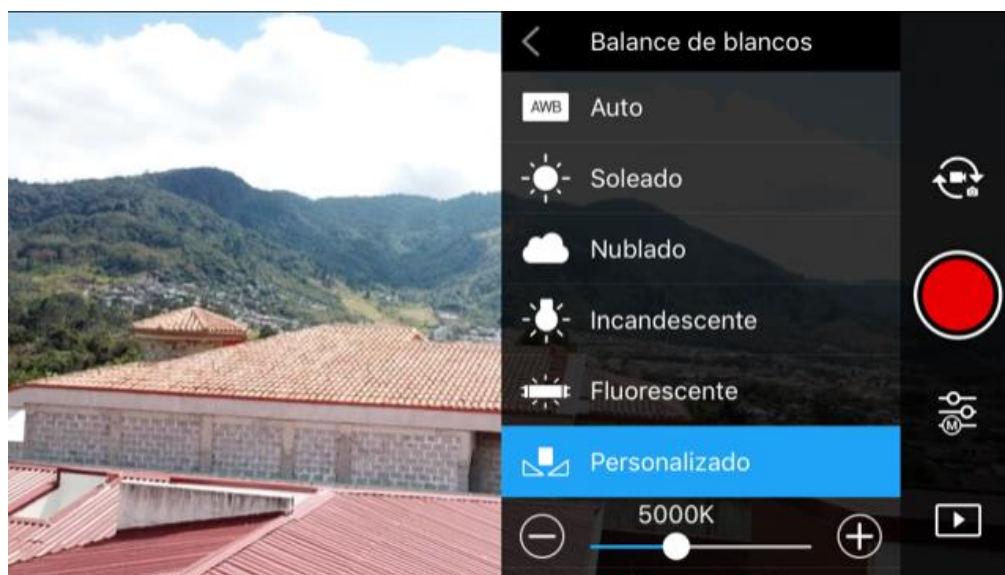 Balance de blancos
AWB Auto
Soleado
Nublado
Incandescente
Fluorescente
Personalizado
5000K
M